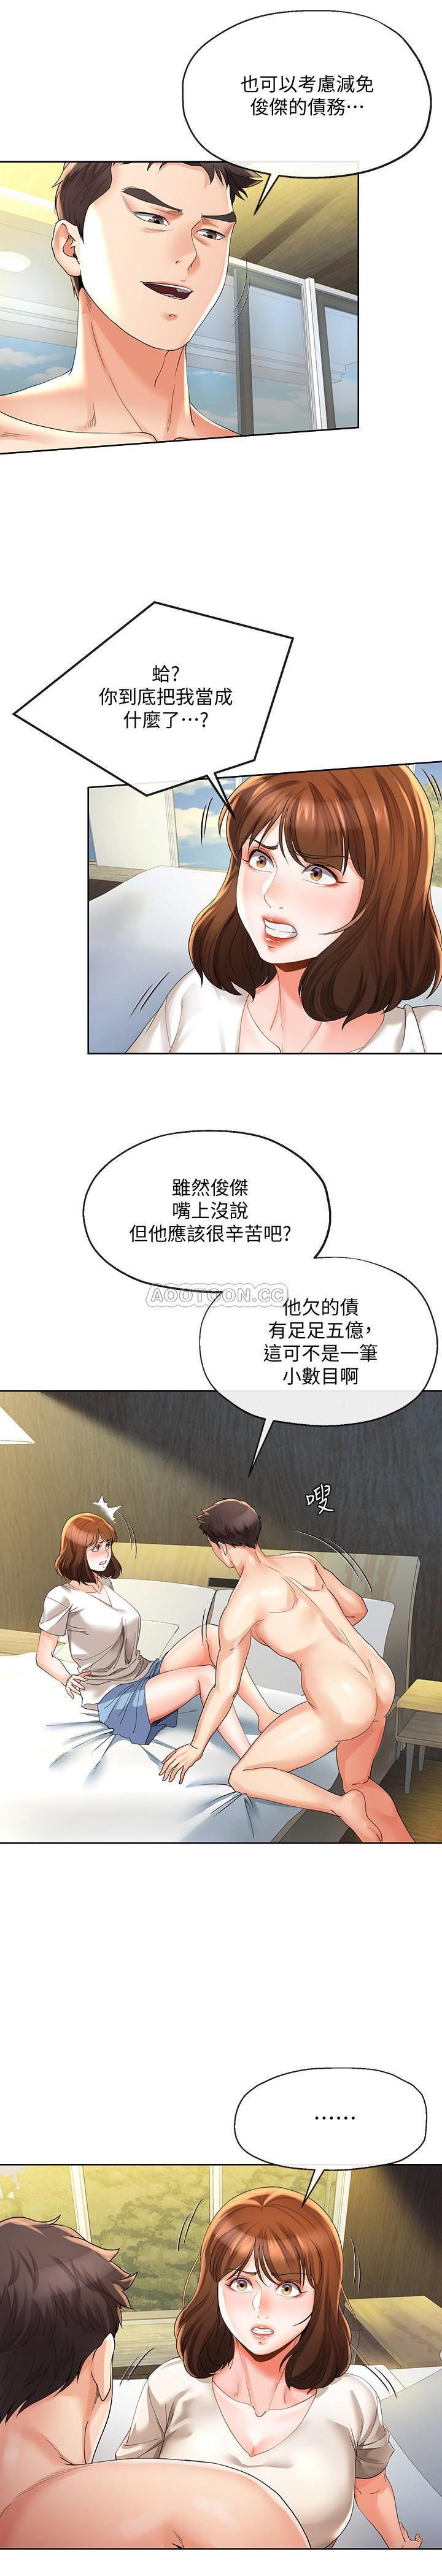 也可以考慮減免
俊傑的債務⋯
蛤?
你到底把我當成
什麼了⋯?
雖然俊傑
嘴上沒說
但他應該很辛苦吧?
AOOTOON.CC
他欠的債
有足足五億，
這可不是一筆
小數目啊
嗖
⋯⋯